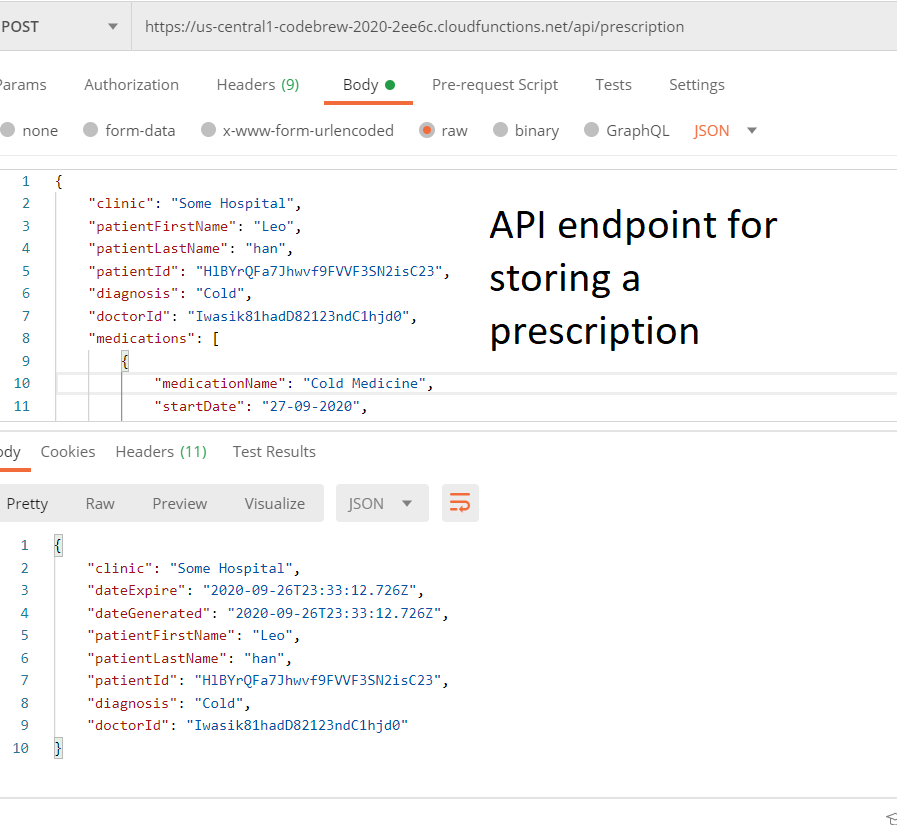 POST https://us-central1-codebrew-2020-2ee6c.cloudfunctions.net/api/prescription
Params Authorization Headers (9) Body Pre-request Script Tests Settings
none form-data x-www-form-urlencoded raw binary GraphQL JSON
1 {
2 "clinic": "Some Hospital",
3 "patientFirstName": "Leo",
4 "patientLastName": "han",
5 "patientId": "HlBYrQFa7Jhwvf9FVVF3SN2isC23",
6 "diagnosis": "Cold",
7 "doctorId": "Iwasik81hadD82123ndC1hjd0",
8 "medications": [
9 {
10 "medicationName": "Cold Medicine",
11 "startDate": "27-09-2020",
API endpoint for
storing a
prescription
ody Cookies Headers (11) Test Results
Pretty Raw Preview Visualize JSON
1 {
2 "clinic": "Some Hospital",
3 "dateExpire": "2020-09-26T23:33:12.726Z",
4 "dateGenerated": "2020-09-26T23:33:12.726Z",
5 "patientFirstName": "Leo",
6 "patientLastName": "han",
7 "patientId": "HlBYrQFa7Jhwvf9FVVF3SN2isC23",
8 "diagnosis": "Cold",
9 "doctorId": "Iwasik81hadD82123ndC1hjd0"
10 }